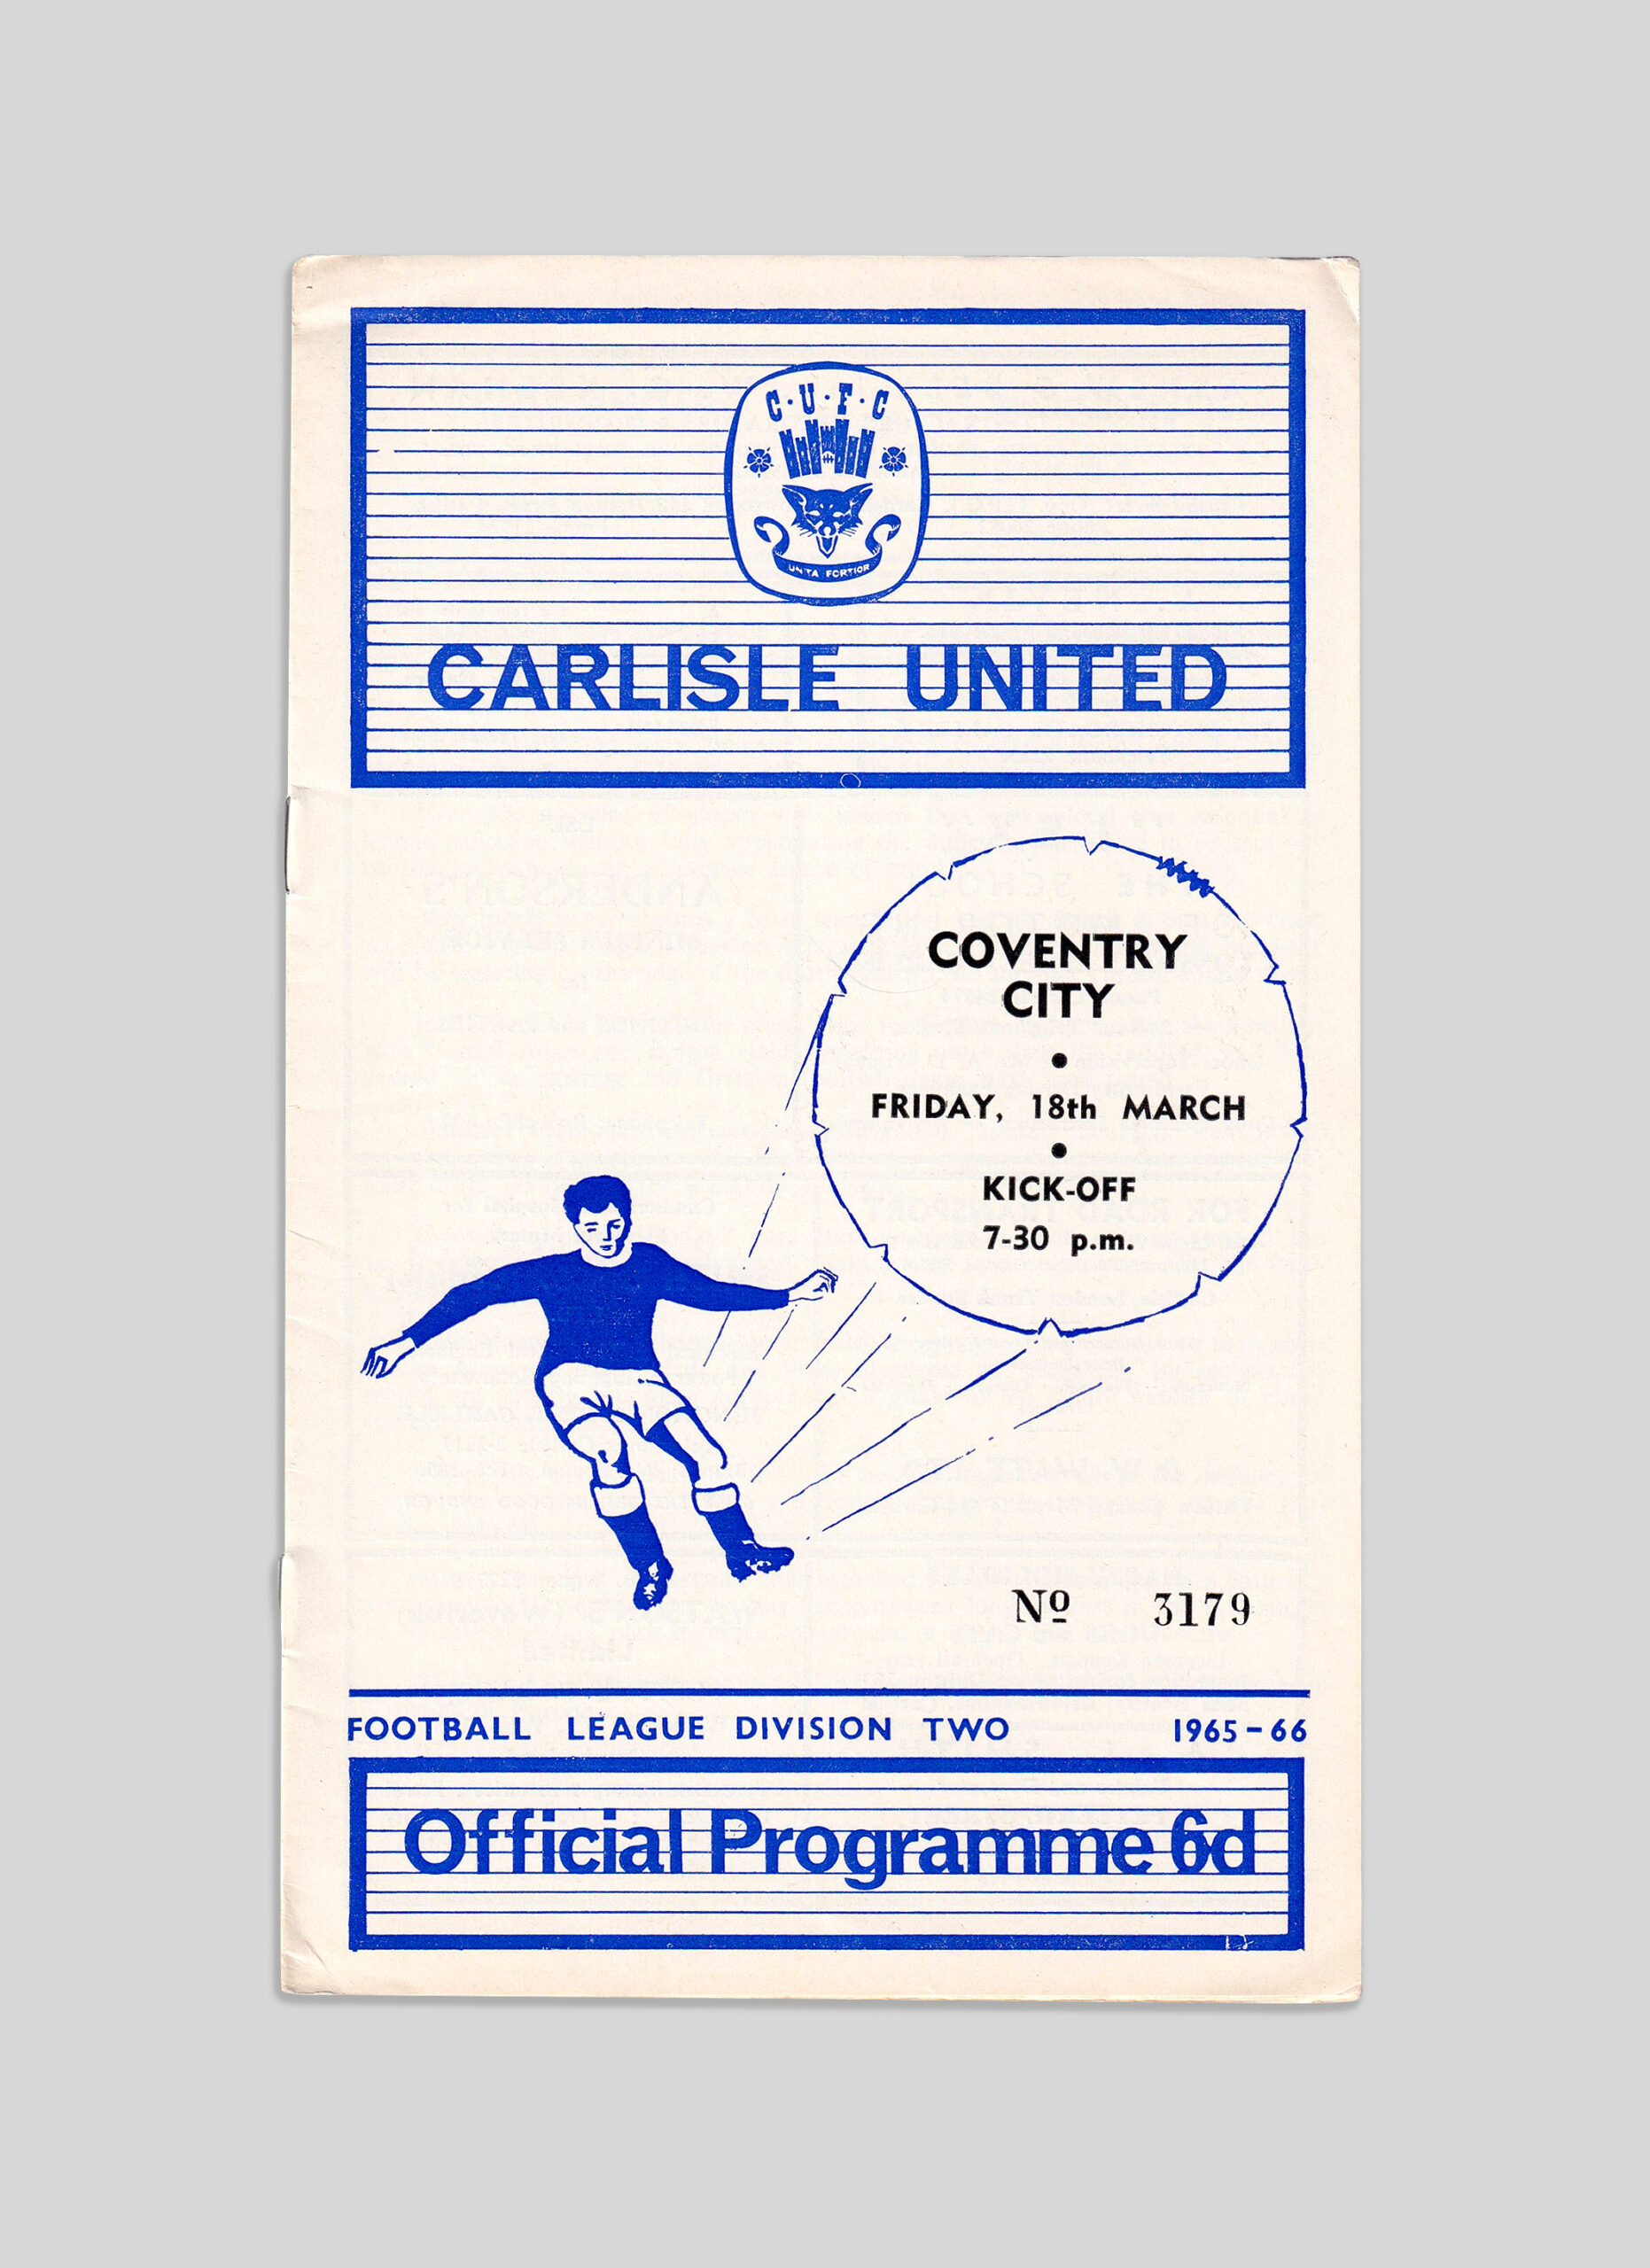 C·U·F·C
UNITA FORTIOR
CARLISLE UNITED
COVENTRY
CITY
•
FRIDAY, 18th MARCH
•
KICK-OFF
7-30 p.m.
Nº 3179
FOOTBALL LEAGUE DIVISION TWO 1965-66
Official Programme 6d